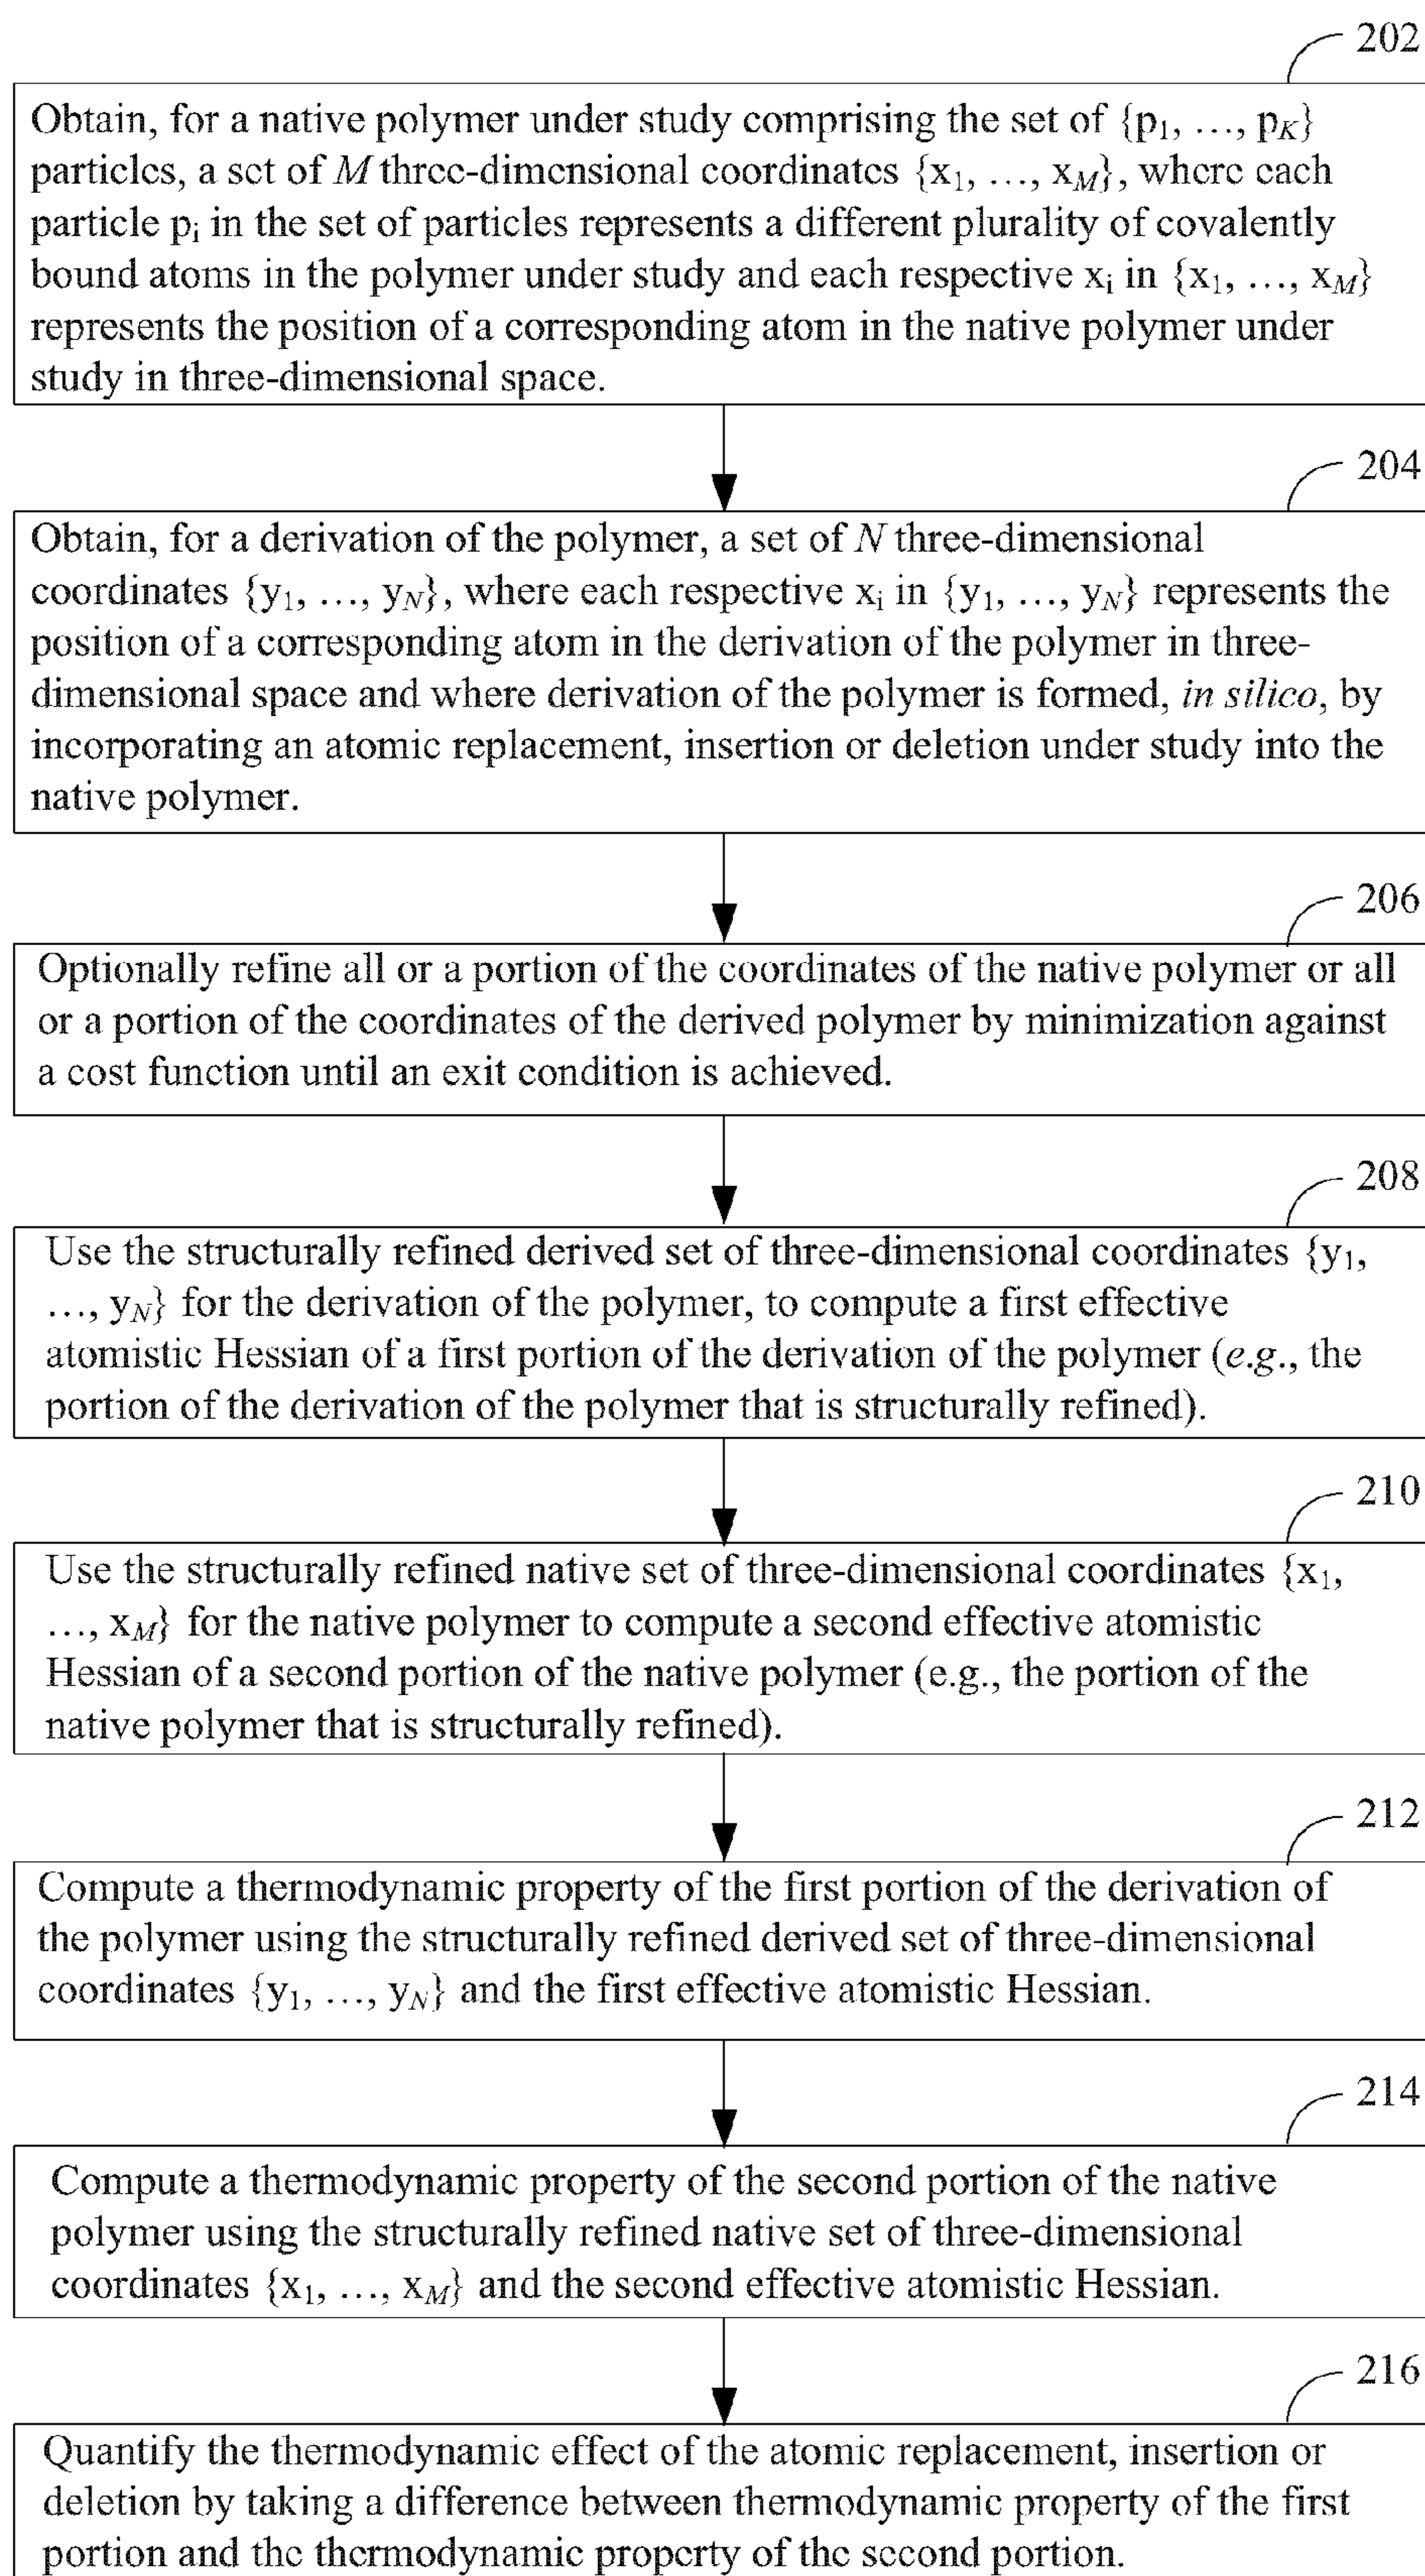 202
Obtain, for a native polymer under study comprising the set of {p1, …, pK}
particles, a set of M three-dimensional coordinates {x1, …, xM}, where each
particle pi in the set of particles represents a different plurality of covalently
bound atoms in the polymer under study and each respective xi in {x1, …, xM}
represents the position of a corresponding atom in the native polymer under
study in three-dimensional space.
204
Obtain, for a derivation of the polymer, a set of N three-dimensional
coordinates {y1, …, yN}, where each respective xi in {y1, …, yN} represents the
position of a corresponding atom in the derivation of the polymer in three-
dimensional space and where derivation of the polymer is formed, in silico, by
incorporating an atomic replacement, insertion or deletion under study into the
native polymer.
206
Optionally refine all or a portion of the coordinates of the native polymer or all
or a portion of the coordinates of the derived polymer by minimization against
a cost function until an exit condition is achieved.
208
Use the structurally refined derived set of three-dimensional coordinates {y1,
…, yN} for the derivation of the polymer, to compute a first effective
atomistic Hessian of a first portion of the derivation of the polymer (e.g., the
portion of the derivation of the polymer that is structurally refined).
210
Use the structurally refined native set of three-dimensional coordinates {x1,
…, xM} for the native polymer to compute a second effective atomistic
Hessian of a second portion of the native polymer (e.g., the portion of the
native polymer that is structurally refined).
212
Compute a thermodynamic property of the first portion of the derivation of
the polymer using the structurally refined derived set of three-dimensional
coordinates {y1, …, yN} and the first effective atomistic Hessian.
214
Compute a thermodynamic property of the second portion of the native
polymer using the structurally refined native set of three-dimensional
coordinates {x1, …, xM} and the second effective atomistic Hessian.
216
Quantify the thermodynamic effect of the atomic replacement, insertion or
deletion by taking a difference between thermodynamic property of the first
portion and the thermodynamic property of the second portion.